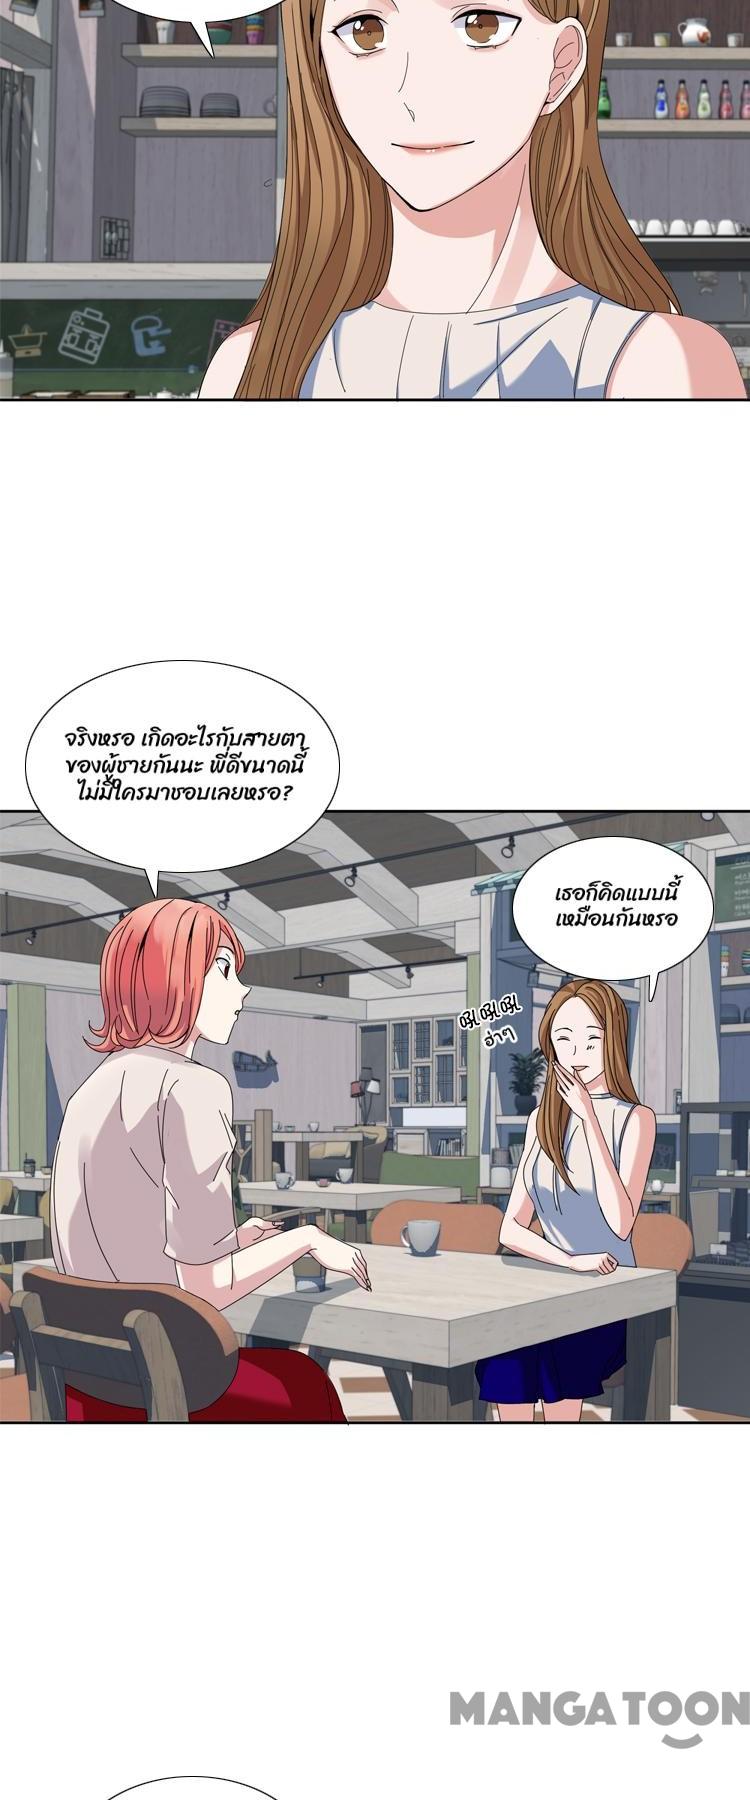 จริงหรอ เกิดอะไรกับสายตา
ของผู้ชายกันนะ พี่ดีขนาดนี้
ไม่มีใครมาชอบเลยหรอ?
เธอก็คิดแบบนี้
เหมือนกันหรอ
ฮ่าๆ
MANGATOON